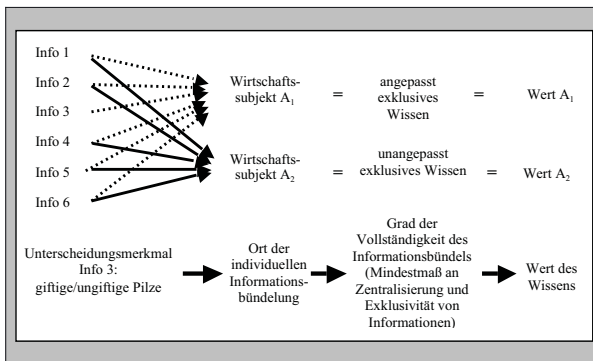 Info 1
Info 2
Info 3
Info 4
Info 5
Info 6
Wirtschafts-
subjekt A1
=
angepasst
exklusives
Wissen
=
Wert A1
Wirtschafts-
subjekt A2
=
unangepasst
exklusives Wissen
=
Wert A2
Unterscheidungsmerkmal
Info 3:
giftige/ungiftige Pilze
Ort der
individuellen
Informations-
bündelung
Grad der
Vollständigkeit des
Informationsbündels
(Mindestmaß an
Zentralisierung und
Exklusivität von
Informationen)
Wert des
Wissens